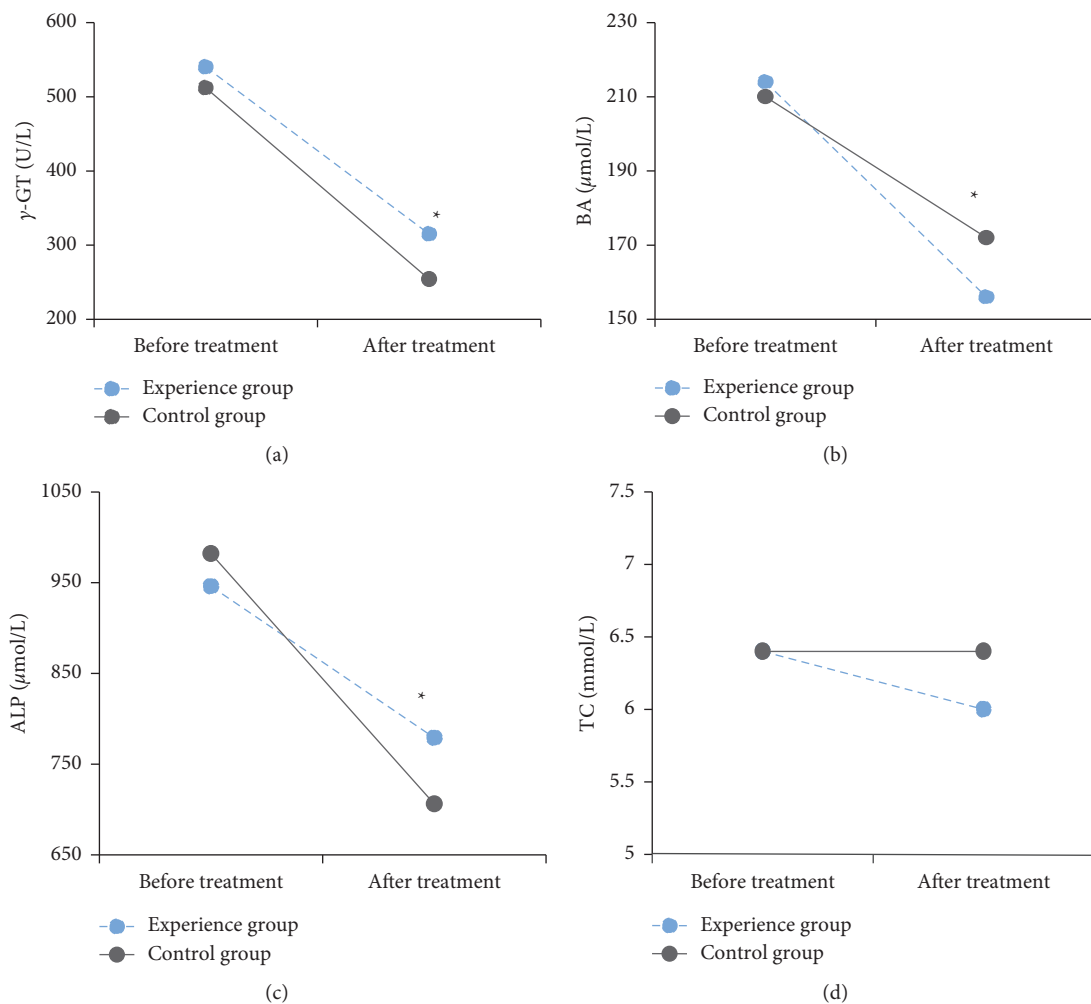 600
500
400
300
200
γ-GT (U/L)
*
Before treatment
After treatment
Experience group
Control group
(a)
230
210
190
170
150
BA (μmol/L)
*
Before treatment
After treatment
Experience group
Control group
(b)
1050
950
850
750
650
ALP (μmol/L)
*
Before treatment
After treatment
Experience group
Control group
(c)
7.5
7
6.5
6
5.5
5
TC (mmol/L)
Before treatment
After treatment
Experience group
Control group
(d)